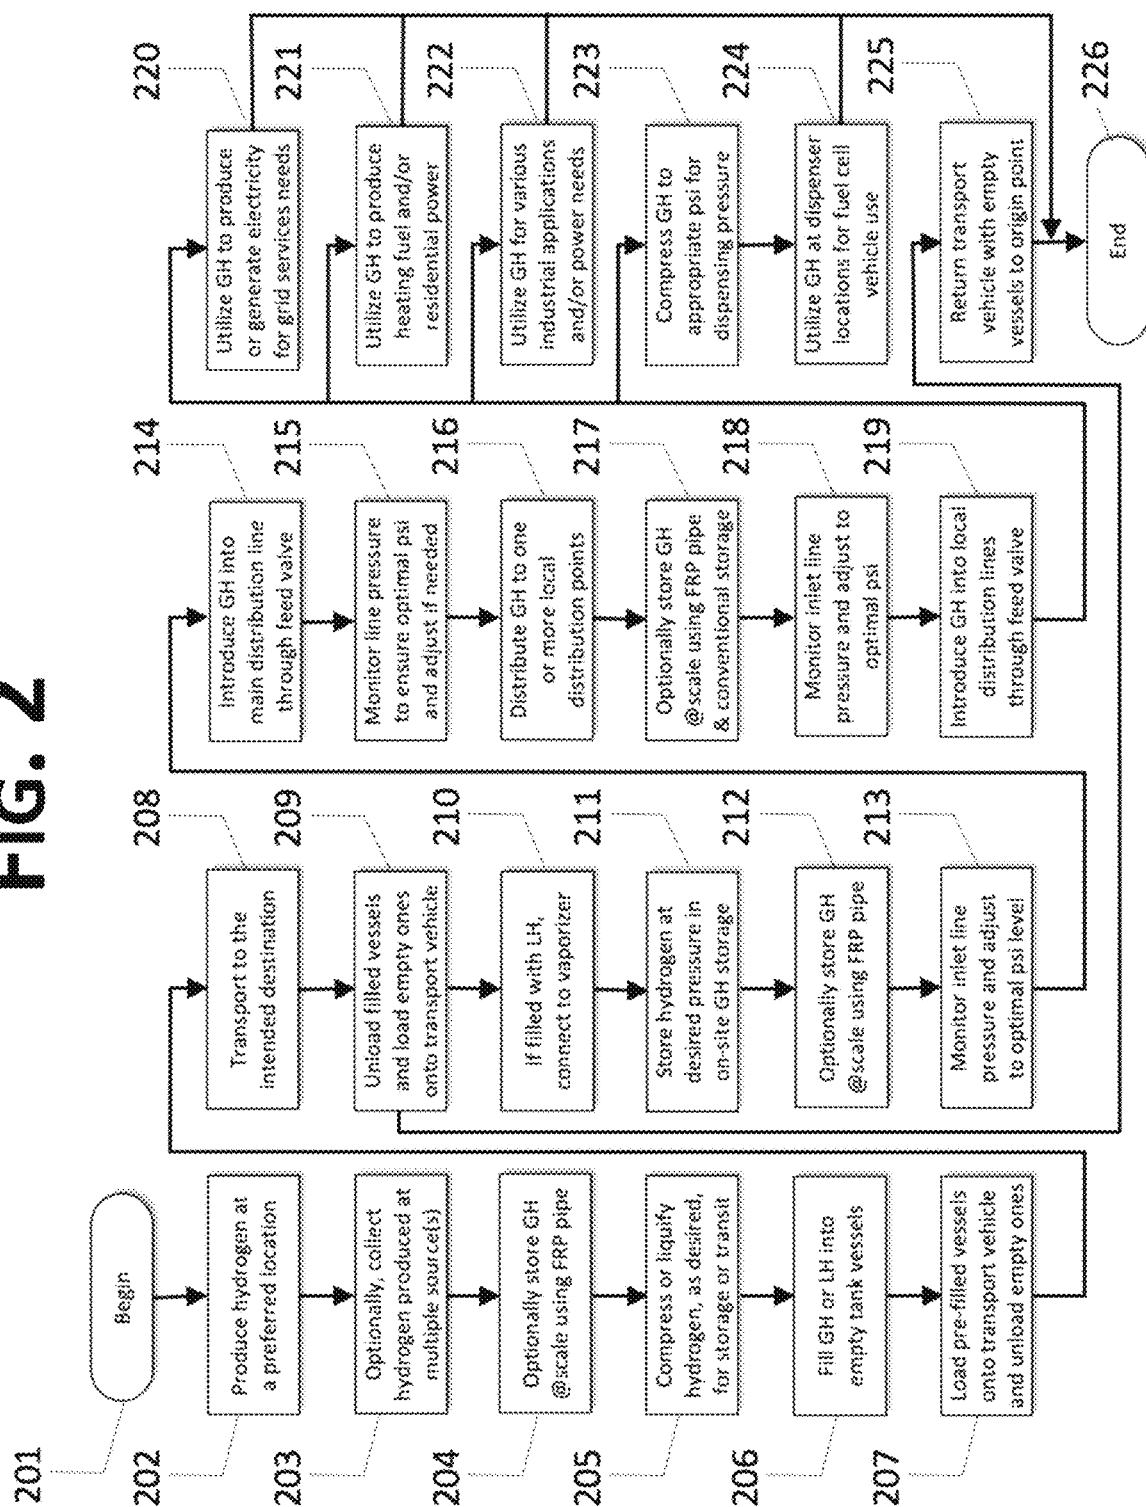 FIG. 2
201
Begin
202
Produce hydrogen at
a preferred location
203
Optionally, collect
hydrogen produced at
multiple source(s)
204
Optionally store GH
@scale using FRP pipe
205
Compress or liquify
hydrogen, as desired,
for storage or transit
206
Fill GH or LH into
empty tank vessels
207
Load pre-filled vessels
onto transport vehicle
and unload empty ones
208
Transport to the
intended destination
209
Unload filled vessels
and load empty ones
onto transport vehicle
210
If filled with LH,
connect to vaporizer
211
Store hydrogen at
desired pressure in
on-site GH storage
212
Optionally store GH
@scale using FRP pipe
213
Monitor inlet line
pressure and adjust
to optimal psi level
214
Introduce GH into
main distribution line
through feed valve
215
Monitor line pressure
to ensure optimal psi
and adjust if needed
216
Distribute GH to one
or more local
distribution points
217
Optionally store GH
@scale using FRP pipe
& conventional storage
218
Monitor inlet line
pressure and adjust to
optimal psi
219
Introduce GH into local
distribution lines
through feed valve
220
Utilize GH to produce
or generate electricity
for grid services needs
221
Utilize GH to produce
heating fuel and/or
residential power
222
Utilize GH for various
industrial applications
and/or power needs
223
Compress GH to
appropriate psi for
dispensing pressure
224
Utilize GH at dispenser
locations for fuel cell
vehicle use
225
Return transport
vehicle with empty
vessels to origin point
226
End